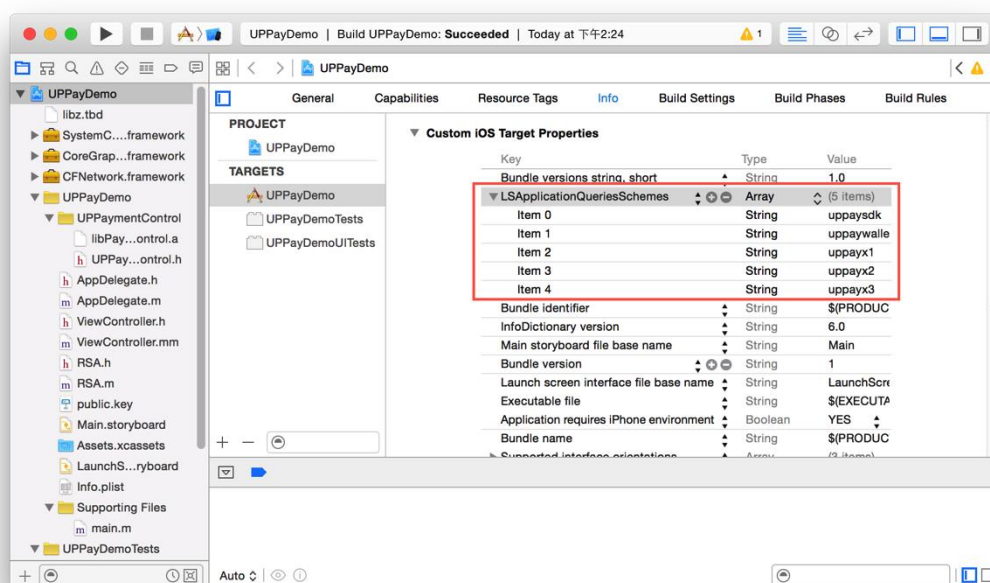 UPPayDemo | Build UPPayDemo: Succeeded | Today at 下午2:24 1
UPPayDemo
General Capabilities Resource Tags Info Build Settings Build Phases Build Rules
UPPayDemo
libz.tbd
SystemC....framework
CoreGrap...framework
CFNetwork.framework
UPPayDemo
UPPaymentControl
libPay...ontrol.a
h UPPay...ontrol.h
h AppDelegate.h
m AppDelegate.m
h ViewController.h
m ViewController.mm
h RSA.h
m RSA.m
public.key
Main.storyboard
Assets.xcassets
LaunchS...ryboard
Info.plist
Supporting Files
m main.m
UPPayDemoTests
PROJECT
UPPayDemo
TARGETS
UPPayDemo
UPPayDemoTests
UPPayDemoUITests
Custom iOS Target Properties
Key Type Value
Bundle versions string, short String 1.0
LSApplicationQueriesSchemes Array (5 items)
Item 0 String uppaysdk
Item 1 String uppaywalle
Item 2 String uppayx1
Item 3 String uppayx2
Item 4 String uppayx3
Bundle identifier String $(PRODUC
InfoDictionary version String 6.0
Main storyboard file base name String Main
Bundle version String 1
Launch screen interface file base name String LaunchScre
Executable file String $(EXECUTA
Application requires iPhone environment Boolean YES
Bundle name String $(PRODUC
Supported interface orientations Array (3 items)
Auto